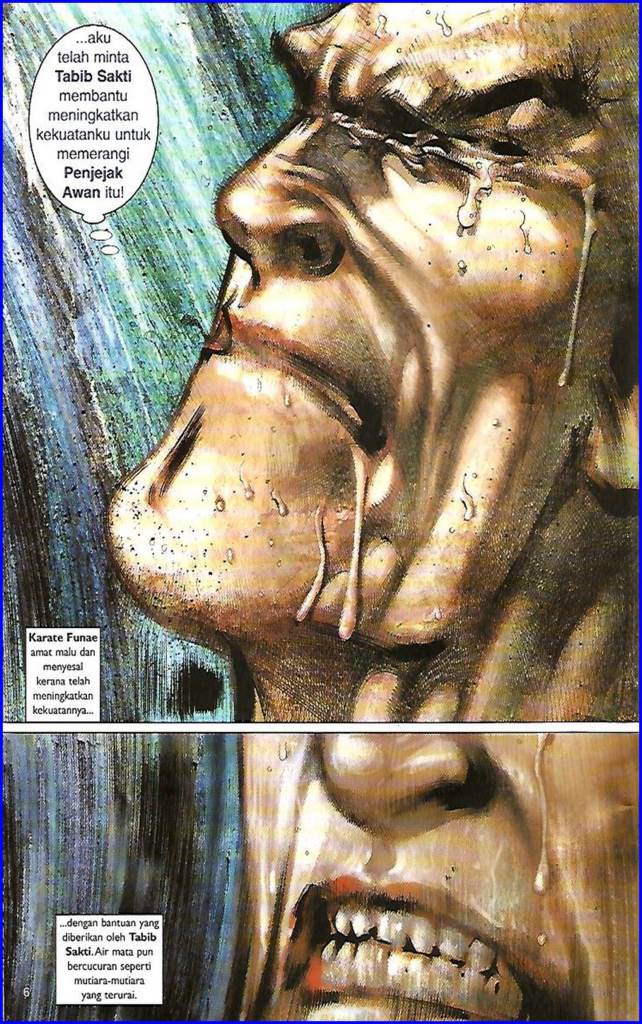 ...aku
telah minta
Tabib Sakti
membantu
meningkatkan
kekuatanku untuk
memerangi
Penjejak
Awan itu!
Karate Funae
amat malu dan
menyesal
kerana telah
meningkatkan
kekuatannya...
...dengan bantuan yang
diberikan oleh Tabib
Sakti. Air mata pun
bercucuran seperti
mutiara-mutiara
yang terurai.
6